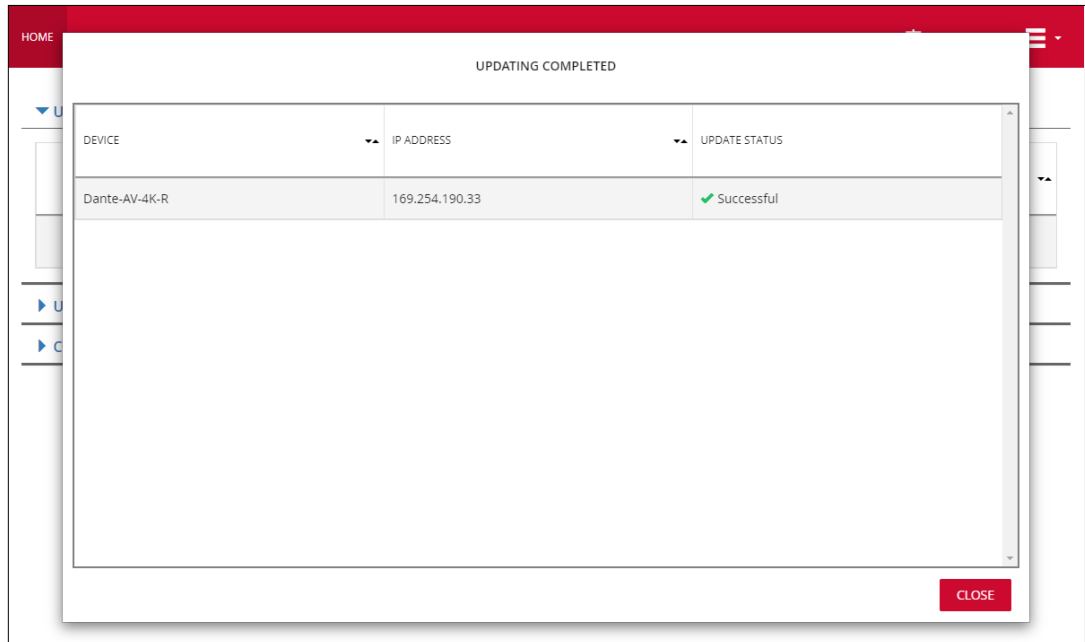 HOME
UPDATING COMPLETED
U
DEVICE IP ADDRESS UPDATE STATUS
Dante-AV-4K-R 169.254.190.33 Successful
U
C
CLOSE